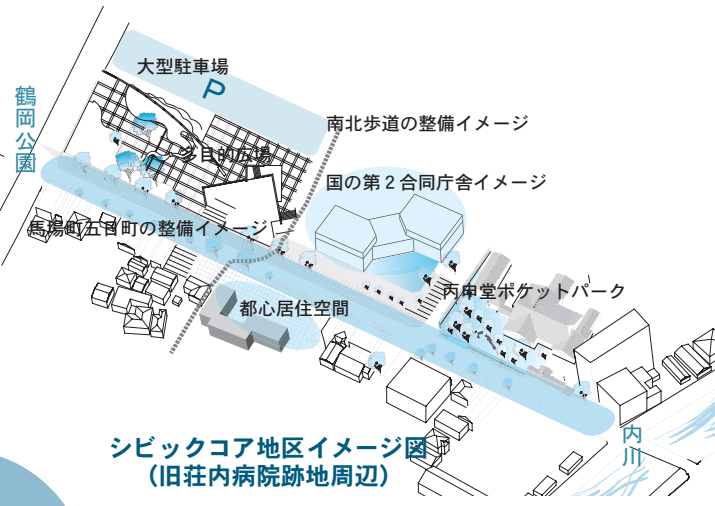 大型駐車場
P
鶴岡公園
南北歩道の整備イメージ
多目的広場
国の第2合同庁舎イメージ
馬場町五日町の整備イメージ
丙申堂ポケットパーク
都心居住空間
内川
シビックコア地区イメージ図
（旧荘内病院跡地周辺）